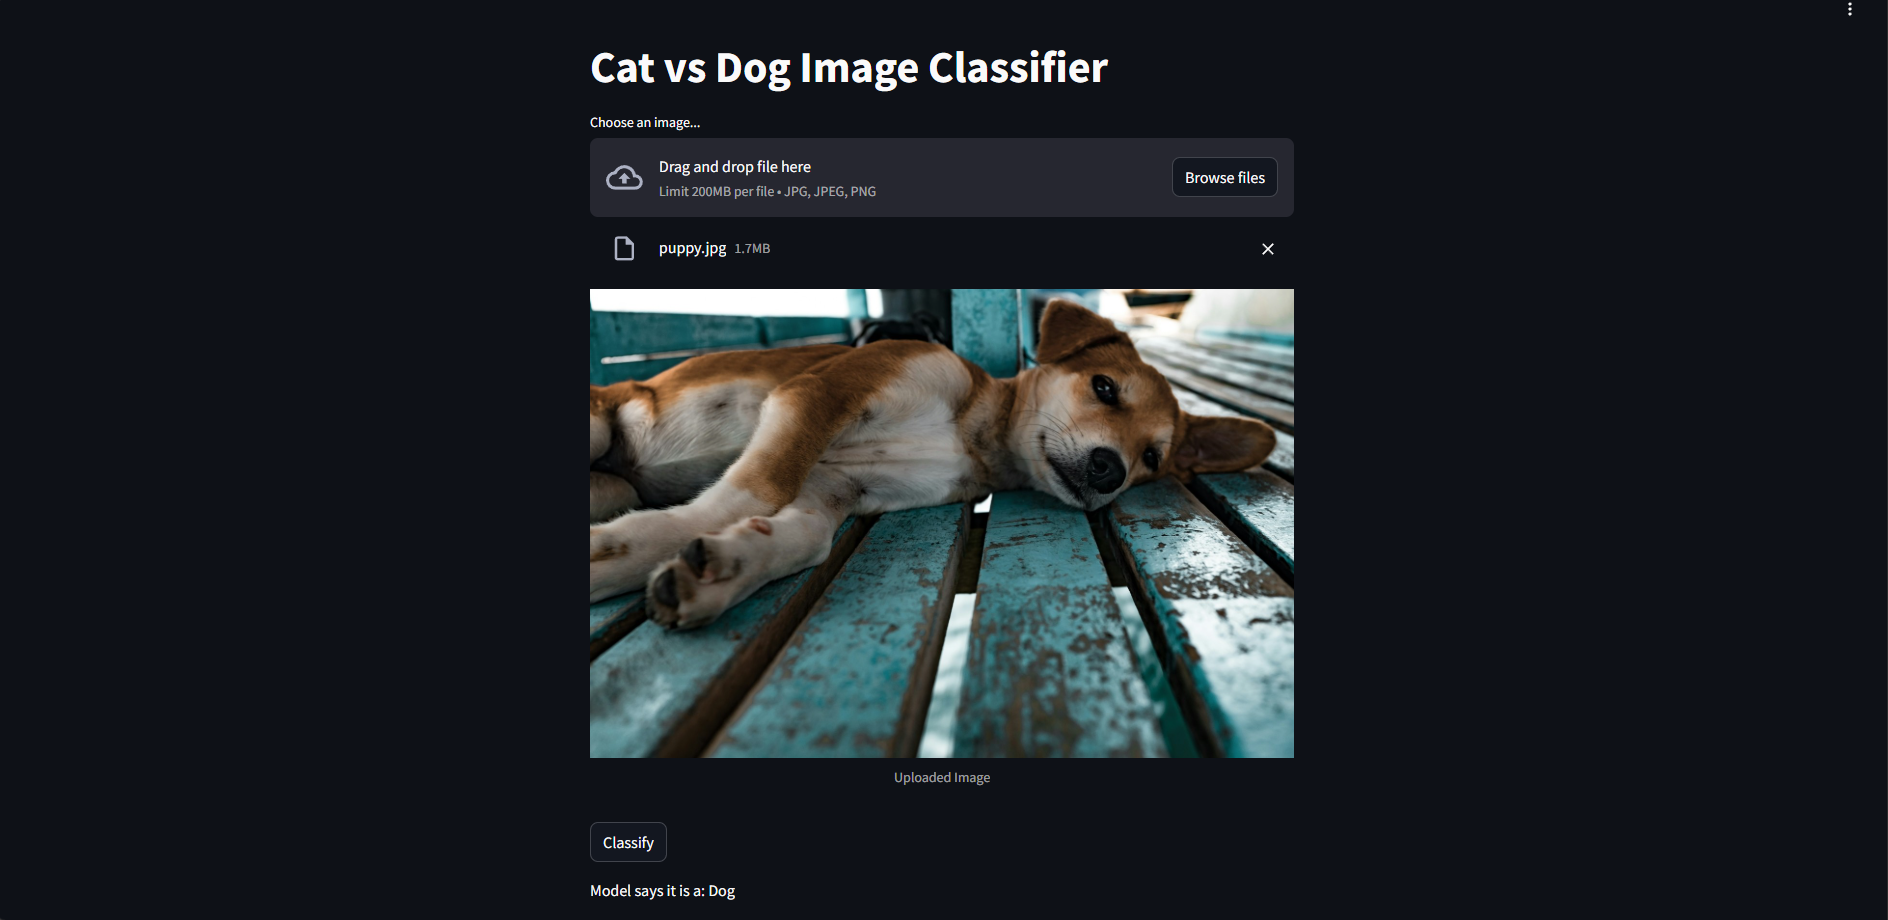 Cat vs Dog Image Classifier
Choose an image...
Drag and drop file here
Limit 200MB per file • JPG, JPEG, PNG
Browse files
puppy.jpg 1.7MB
Uploaded Image
Classify
Model says it is a: Dog